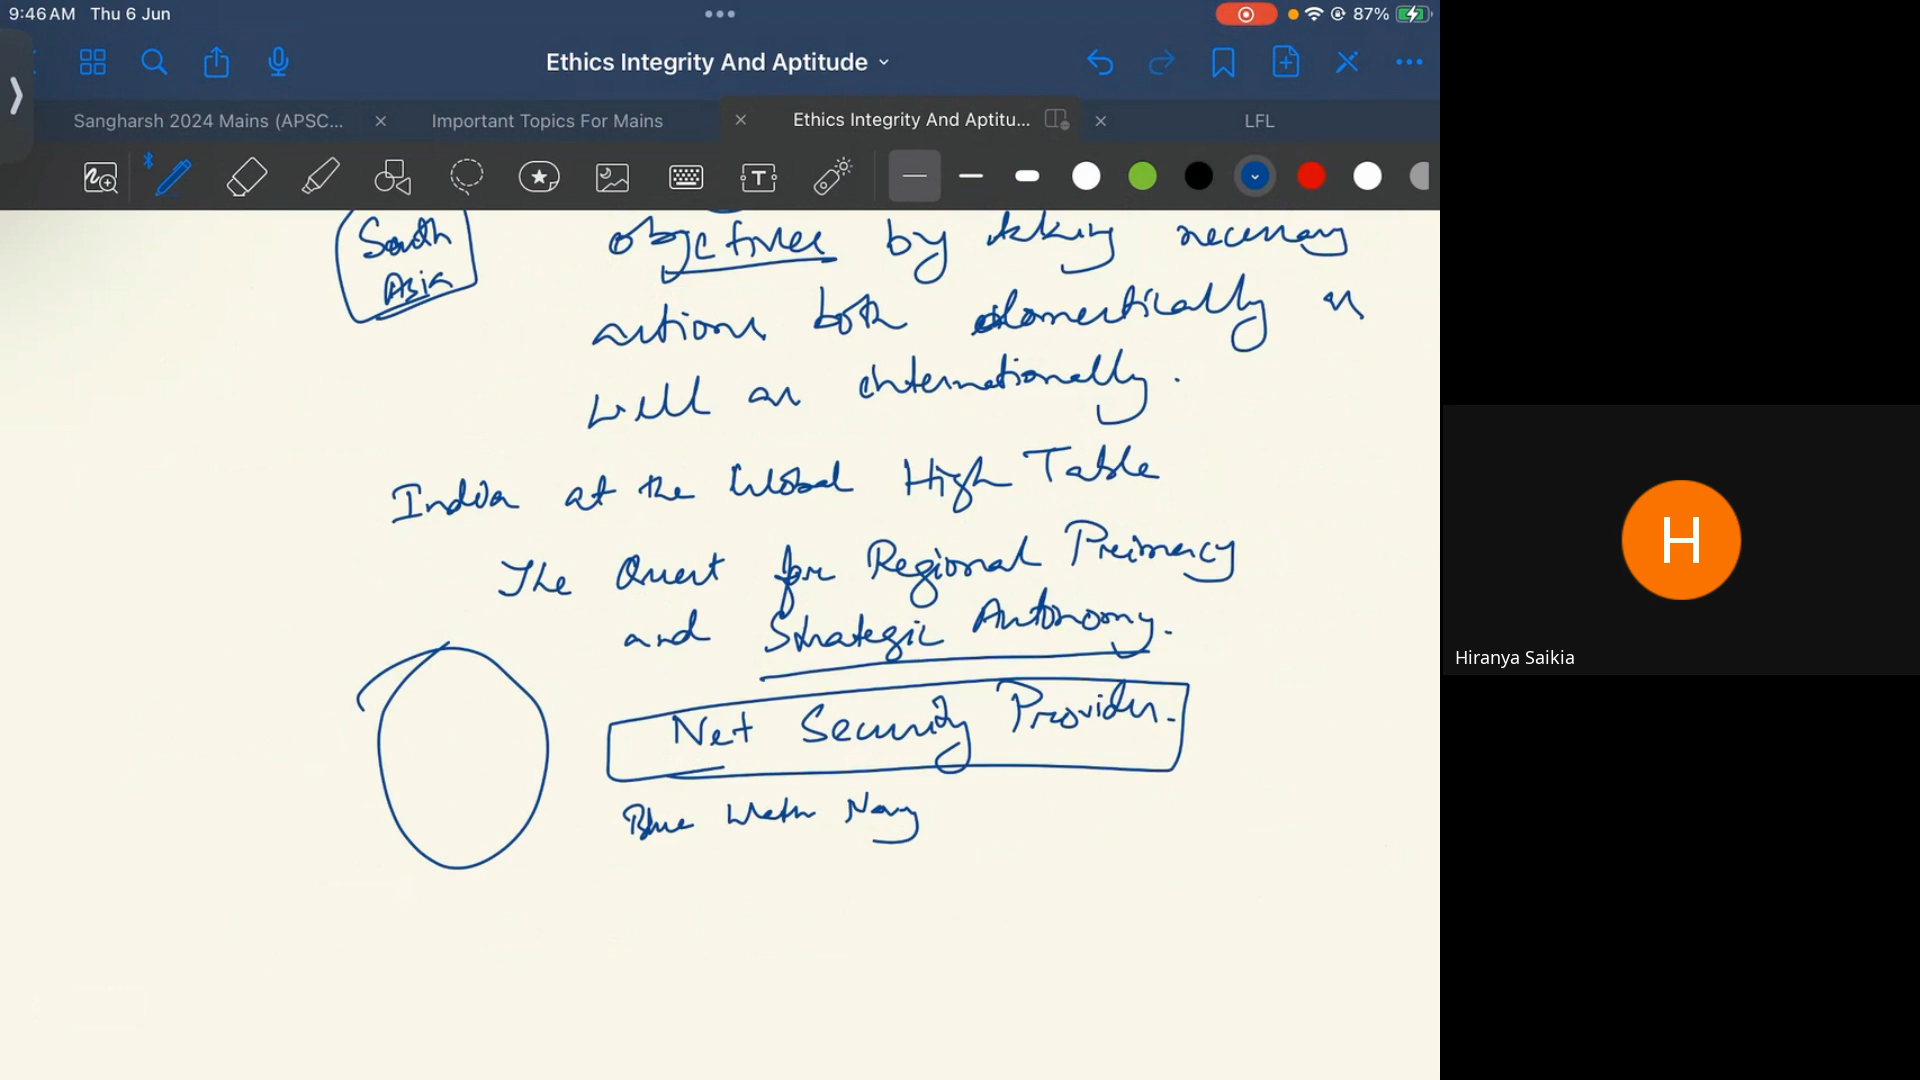 9:46 AM Thu 6 Jun
87%
Ethics Integrity And Aptitude
Sangharsh 2024 Mains (APSC...
Important Topics For Mains
Ethics Integrity And Aptitu...
LFL
South
Asia
objectives by taking necessary
actions both domestically as
well as internationally.
India at the Global High Table
The Quest for Regional Primacy
and Strategic Autonomy.
Net Security Provider.
Blue Water Navy
H
Hiranya Saikia